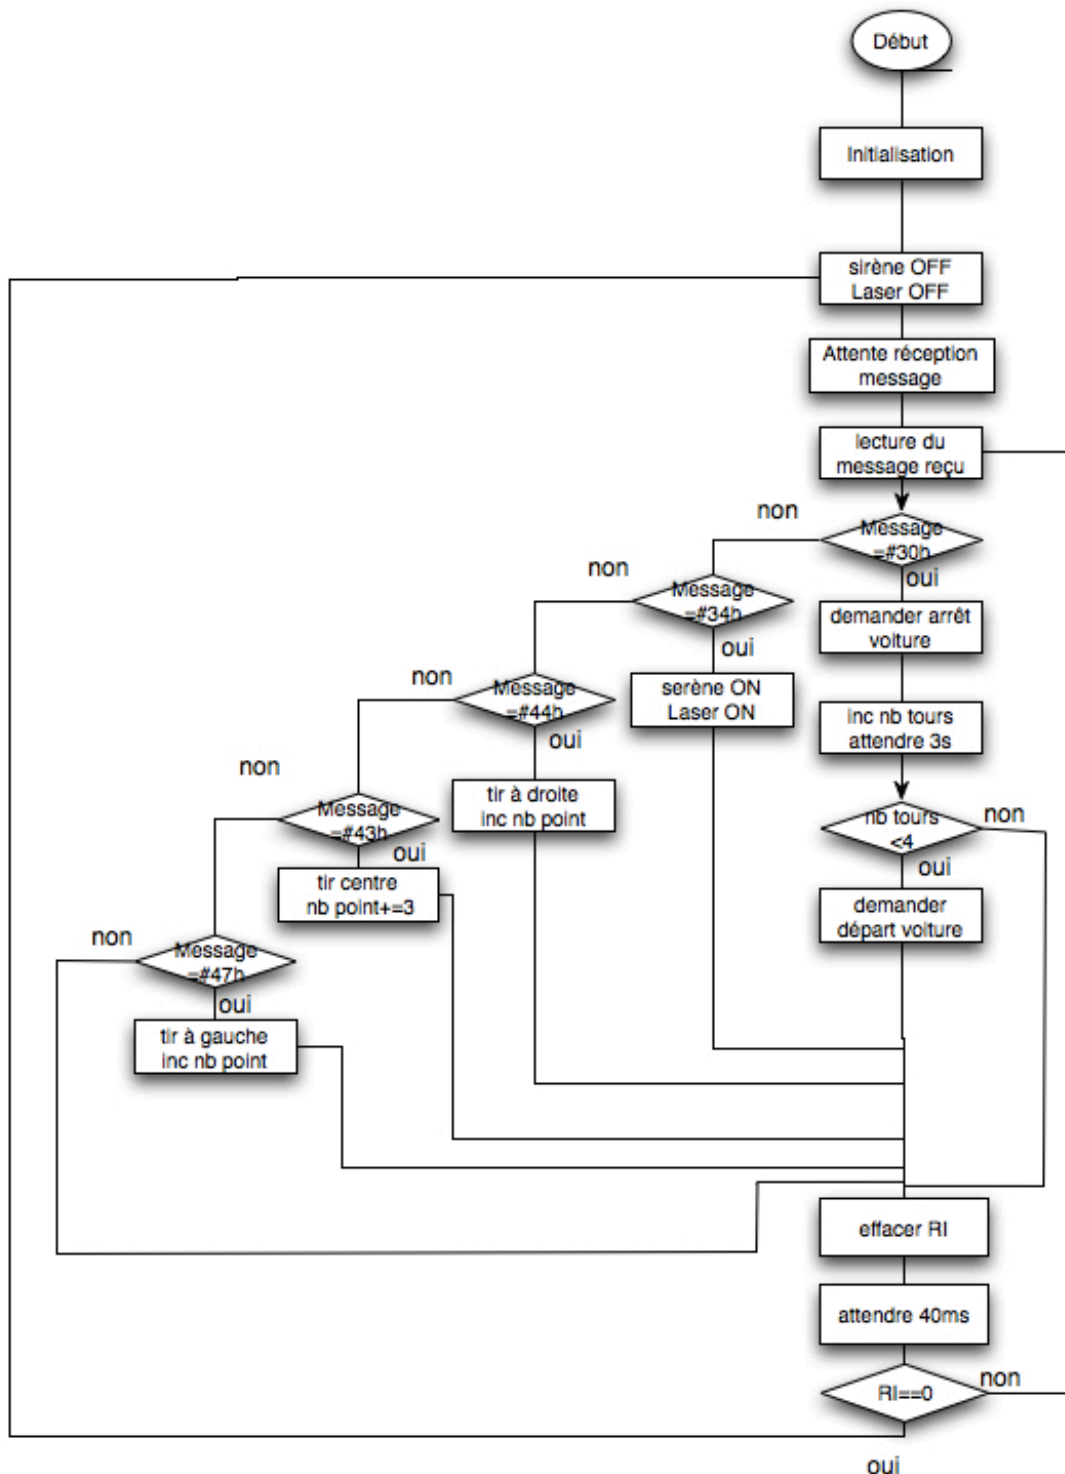 Début
Initialisation
sirène OFF
Laser OFF
Attente réception
message
lecture du
message reçu
non
Message
=#30h
oui
non
Message
=#34h
oui
demander arrêt
voiture
non
Message
=#44h
oui
serène ON
Laser ON
inc nb tours
attendre 3s
non
Message
=#43h
oui
tir à droite
inc nb point
nb tours
<4
non
oui
tir centre
nb point+=3
demander
départ voiture
non
Message
=#47h
oui
tir à gauche
inc nb point
effacer RI
attendre 40ms
RI==0
non
oui